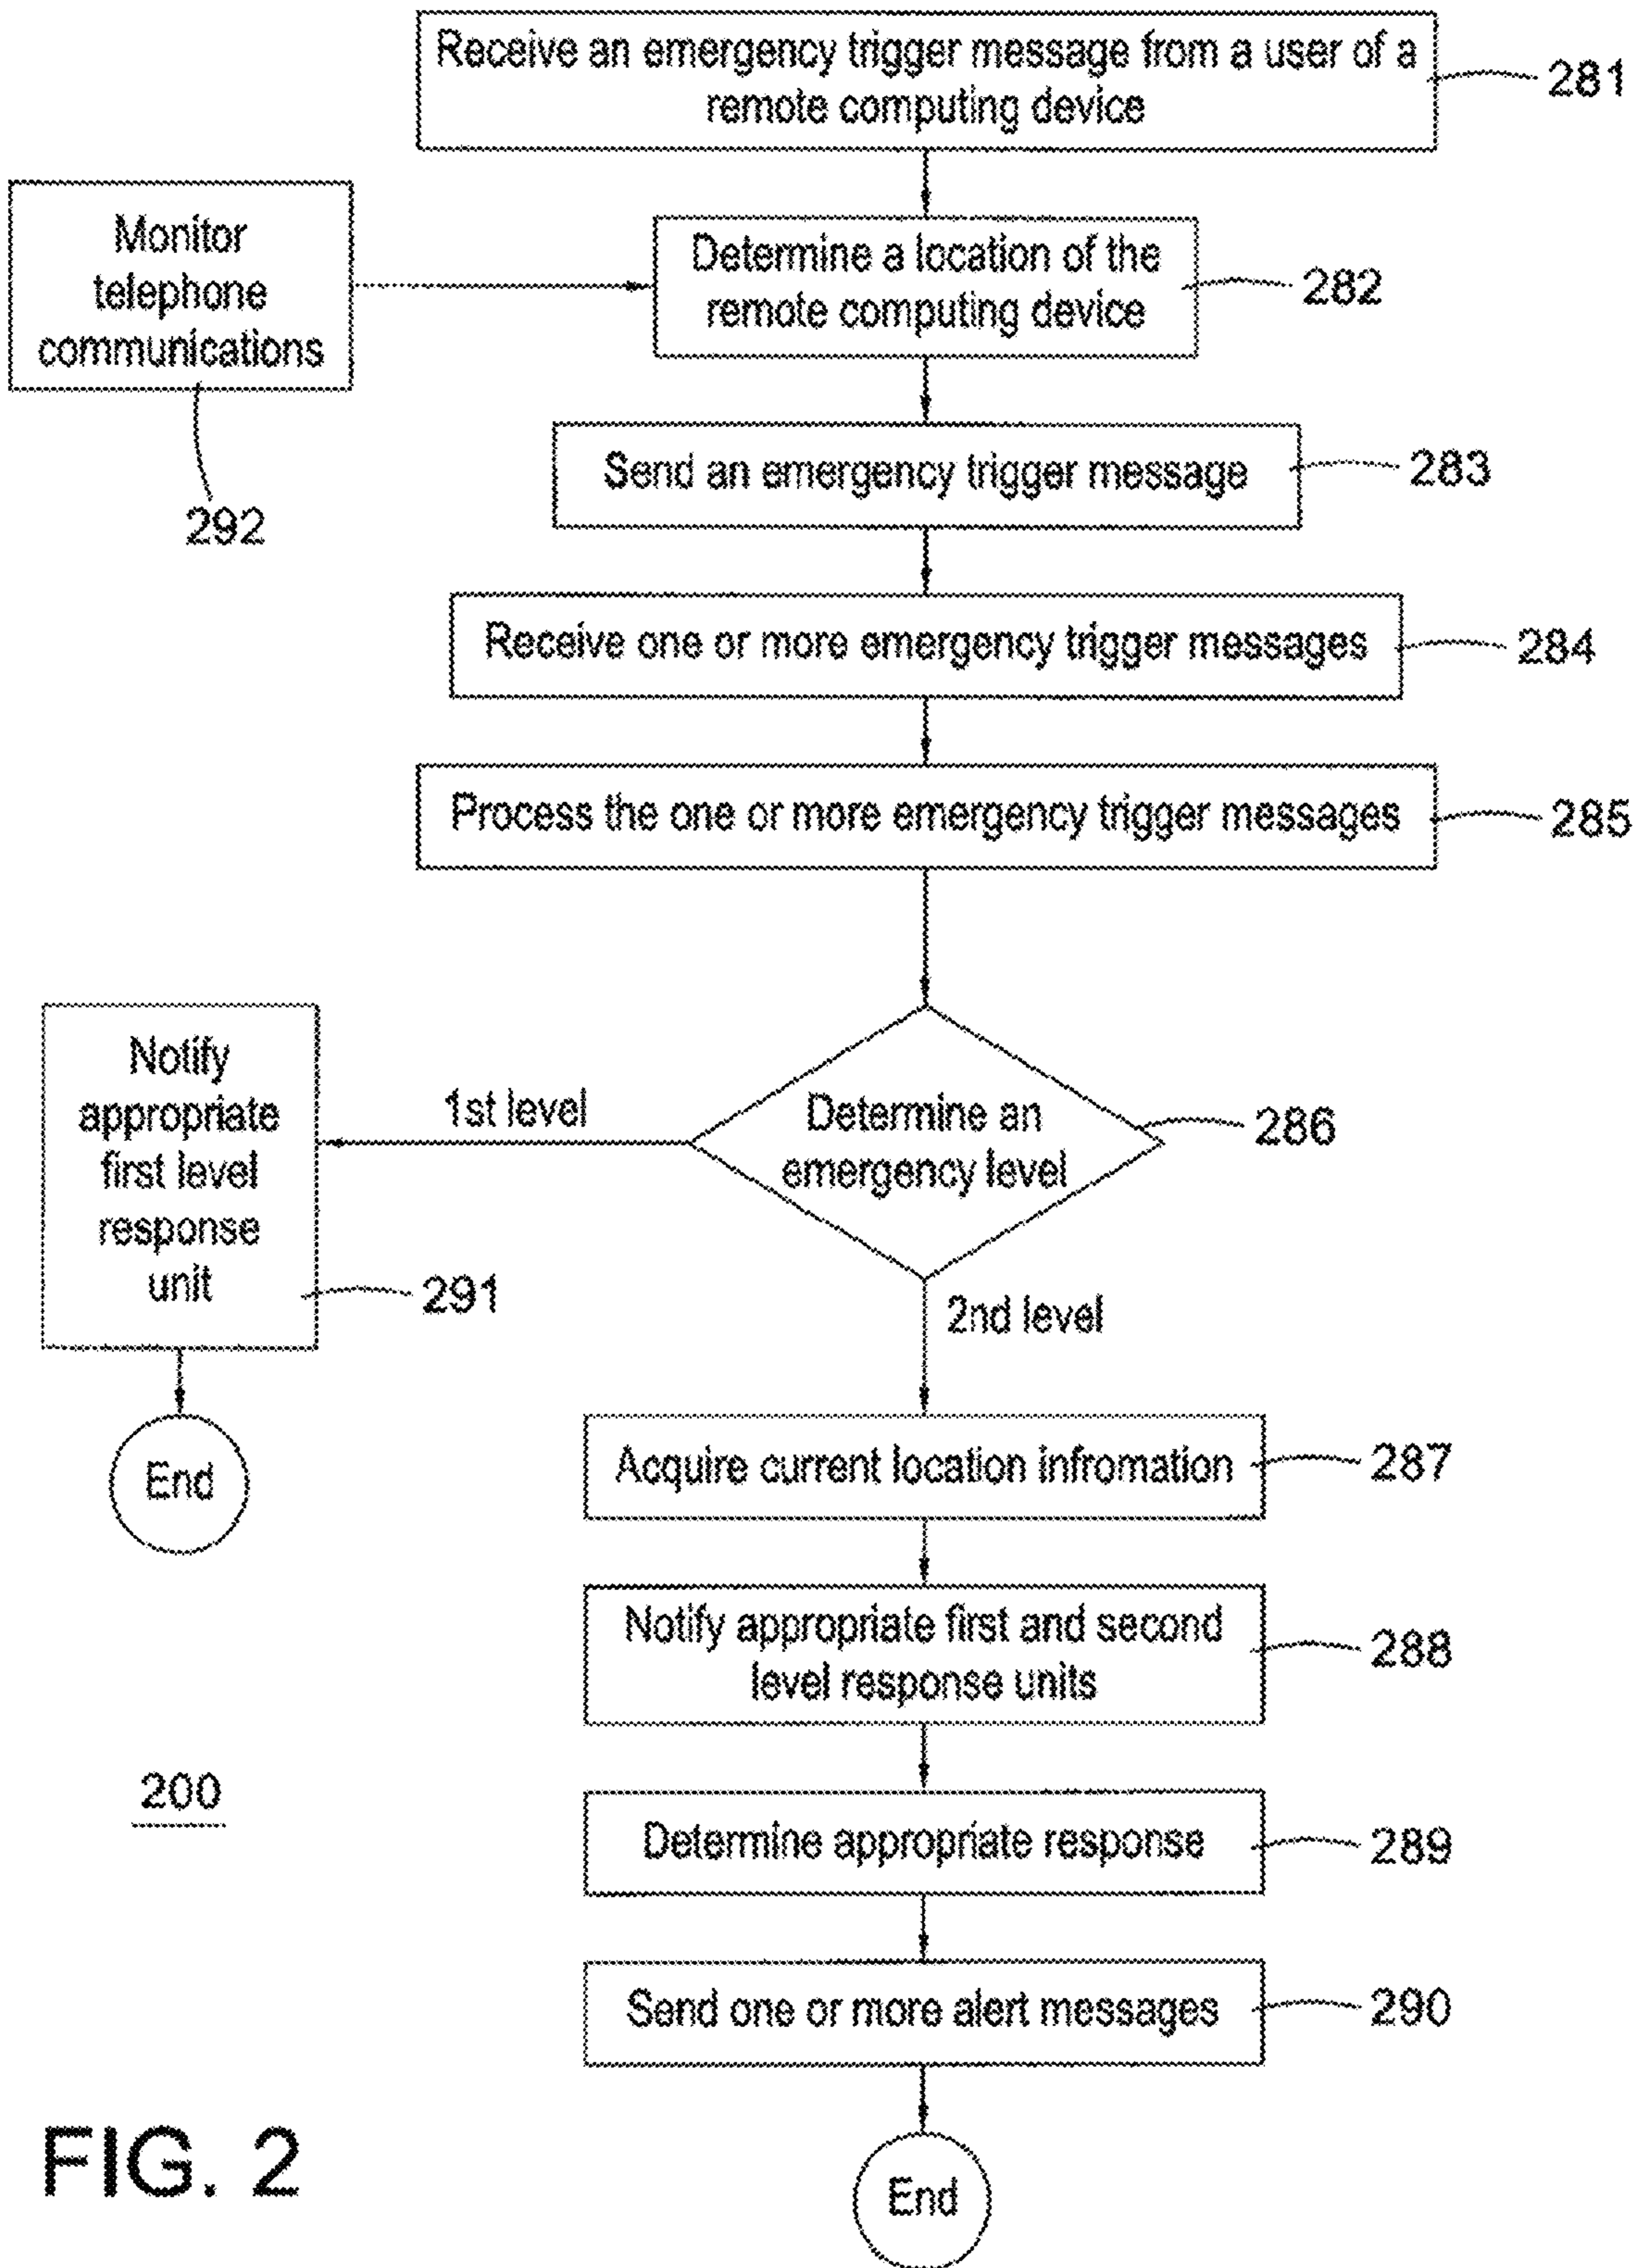 Receive an emergency trigger message from a user of a
remote computing device
281
Monitor
telephone
communications
292
Determine a location of the
remote computing device
282
Send an emergency trigger message
283
Receive one or more emergency trigger messages
284
Process the one or more emergency trigger messages
285
Determine an
emergency level
286
1st level
Notify
appropriate
first level
response
unit
291
End
2nd level
Acquire current location infromation
287
Notify appropriate first and second
level response units
288
200
Determine appropriate response
289
Send one or more alert messages
290
End
FIG. 2